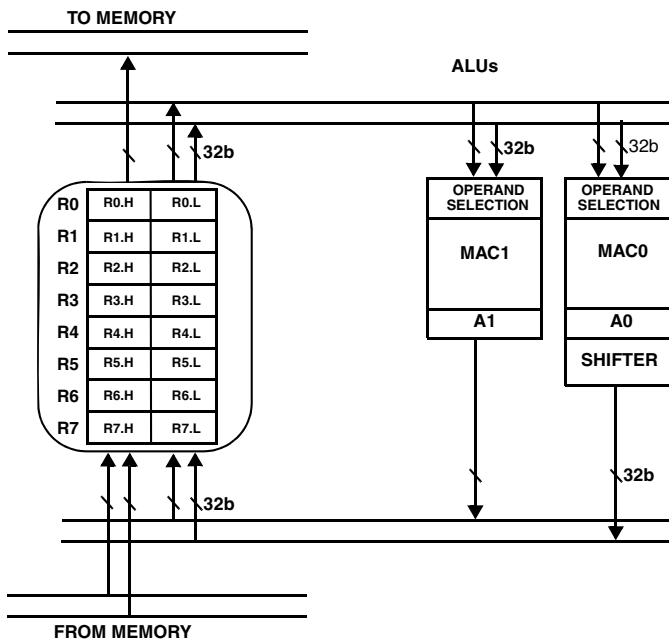 TO MEMORY
ALUs
32b
32b
32b
R0 R0.H R0.L
R1 R1.H R1.L
R2 R2.H R2.L
R3 R3.H R3.L
R4 R4.H R4.L
R5 R5.H R5.L
R6 R6.H R6.L
R7 R7.H R7.L
OPERAND
SELECTION
MAC1
A1
OPERAND
SELECTION
MAC0
A0
SHIFTER
32b
32b
FROM MEMORY